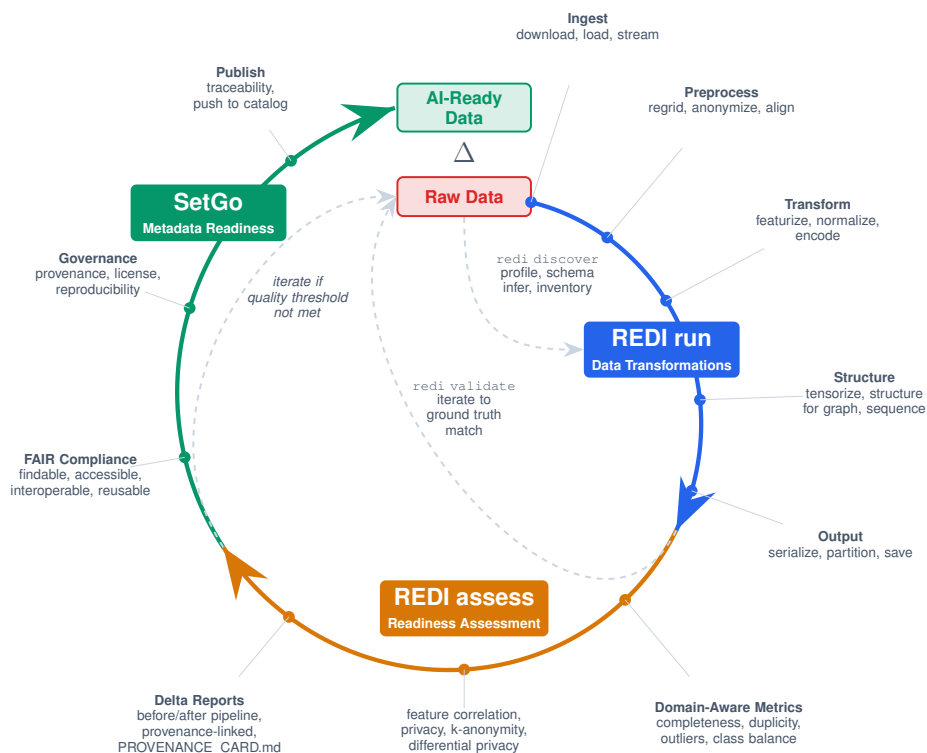 Ingest
download, load, stream
Publish
traceability,
push to catalog
AI-Ready
Data
Preprocess
regrid, anonymize, align
Δ
Raw Data
SetGo
Metadata Readiness
Transform
featurize, normalize,
encode
Governance
provenance, license,
reproducibility
iterate if
quality threshold
not met
redi discover
profile, schema
infer, inventory
REDI run
Data Transformations
redi validate
iterate to
ground truth
match
Structure
tensorize, structure
for graph, sequence
FAIR Compliance
findable, accessible,
interoperable, reusable
Output
serialize, partition, save
REDI assess
Readiness Assessment
Delta Reports
before/after pipeline,
provenance-linked,
PROVENANCE_CARD.md
feature correlation,
privacy, k-anonymity,
differential privacy
Domain-Aware Metrics
completeness, duplicity,
outliers, class balance